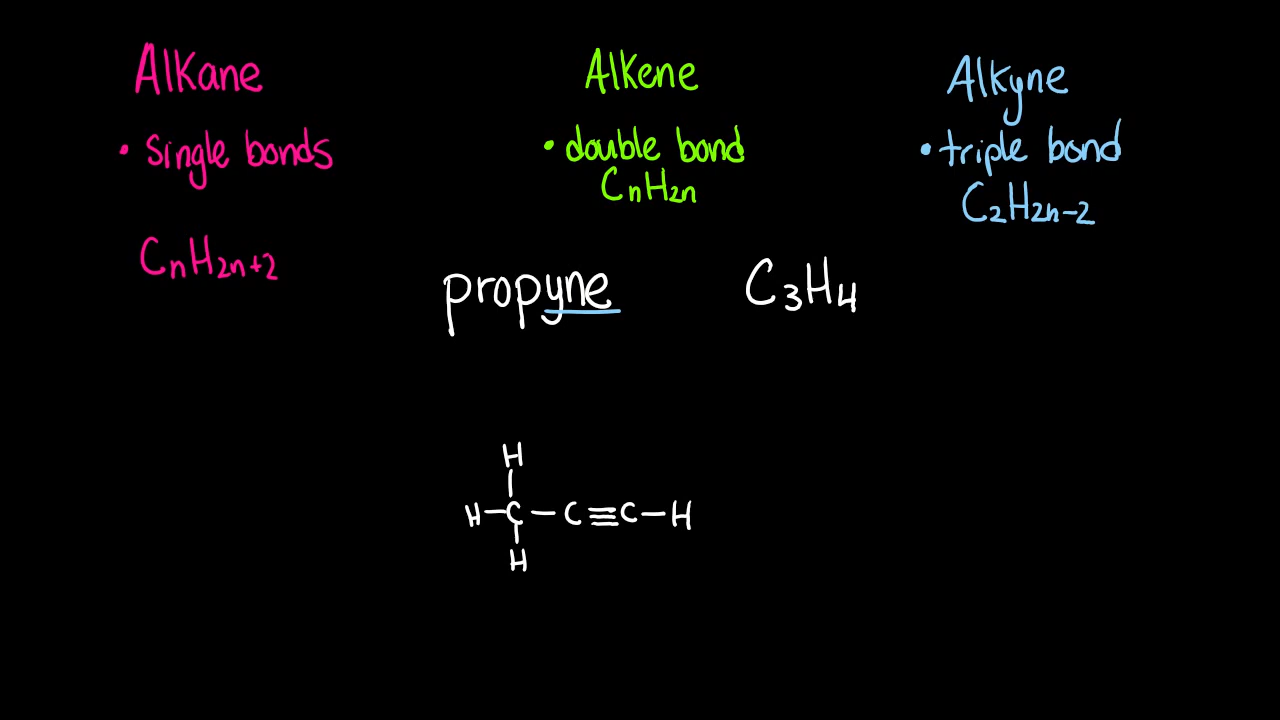 Alkane
• Single bonds
CnH2n+2
Alkene
• double bond
CnH2n
Alkyne
• triple bond
C2H2n-2
propyne
C3H4
H
H-C-C≡C-H
H